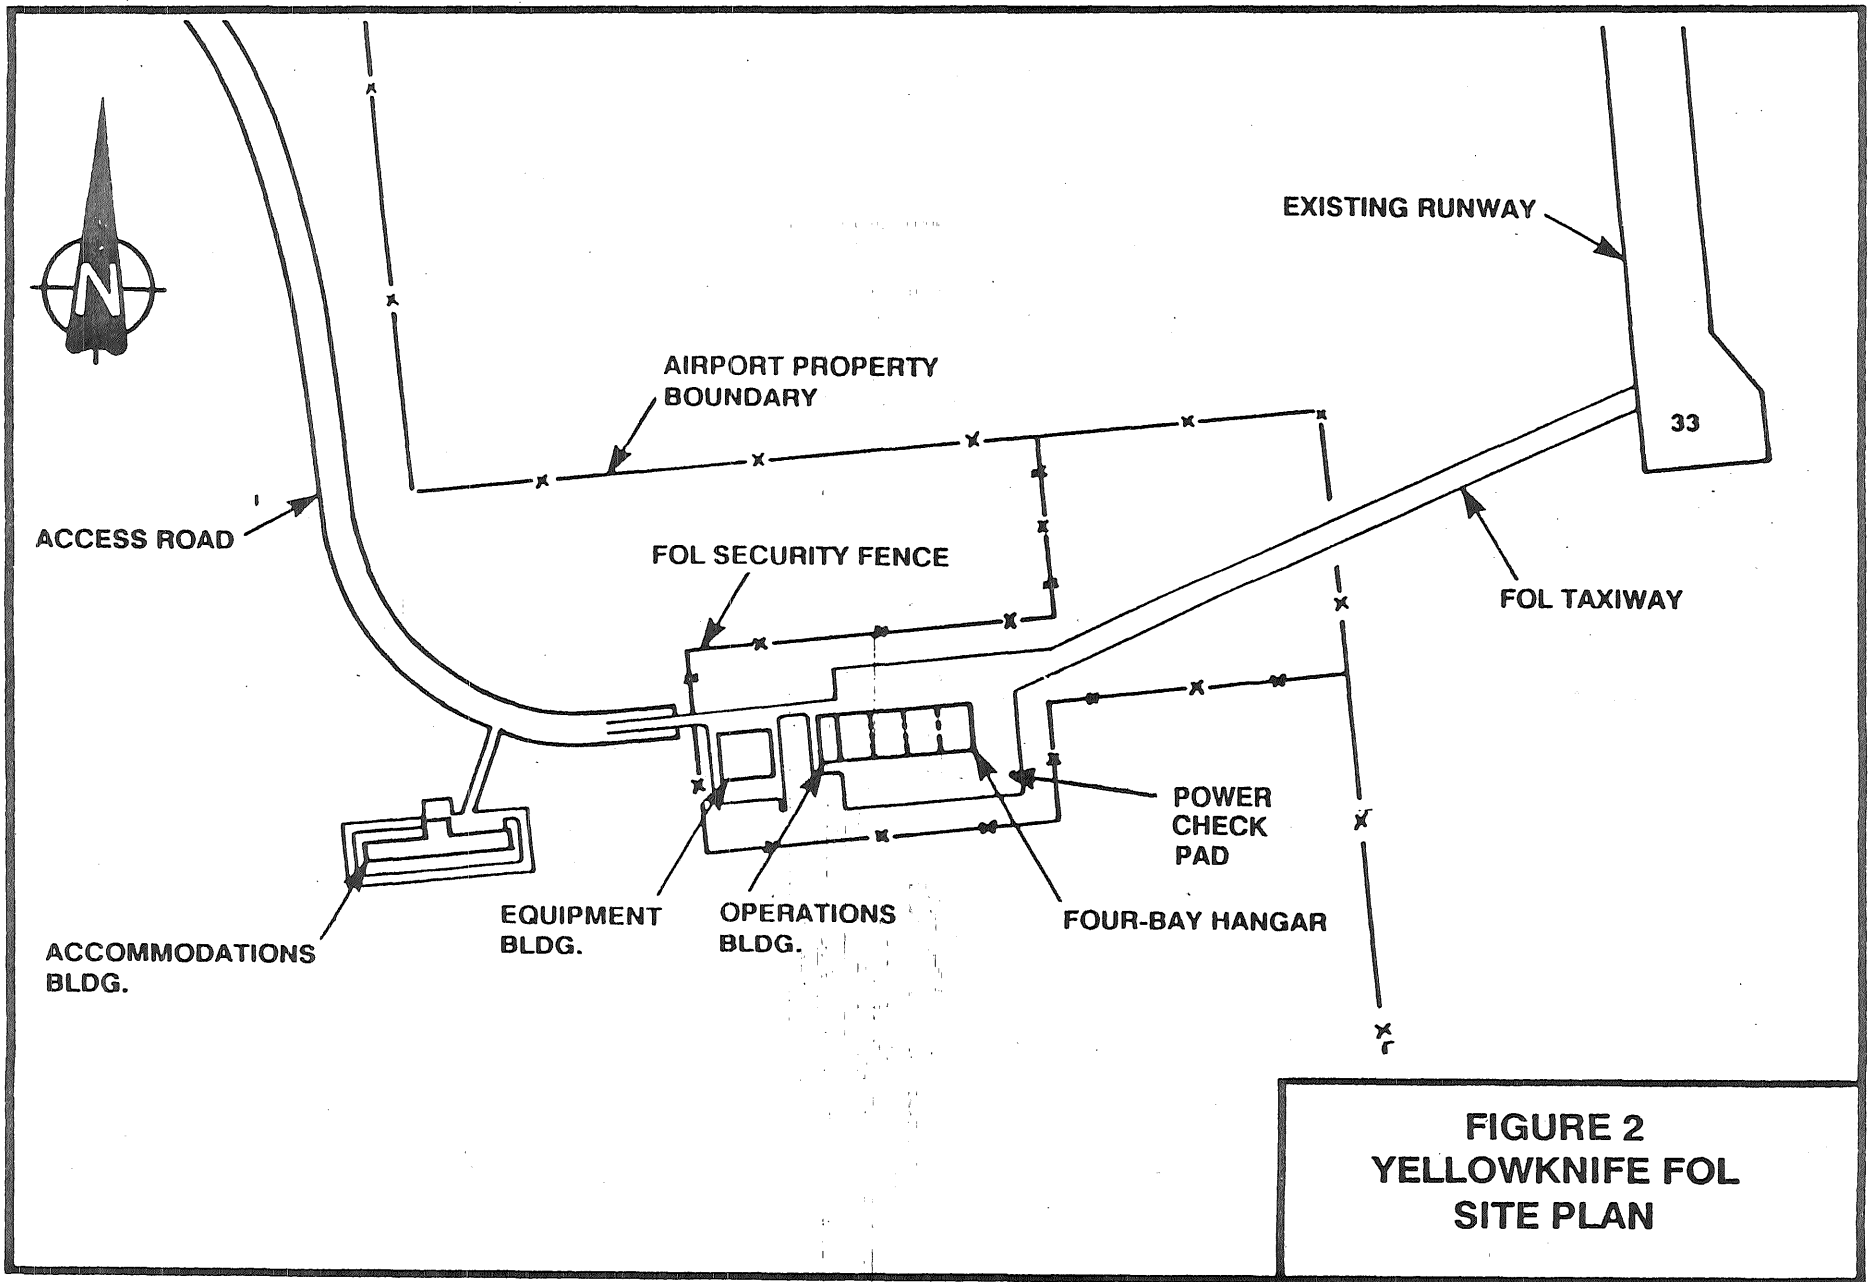 N
EXISTING RUNWAY
AIRPORT PROPERTY
BOUNDARY
33
ACCESS ROAD
FOL SECURITY FENCE
FOL TAXIWAY
POWER
CHECK
PAD
EQUIPMENT
BLDG.
OPERATIONS
BLDG.
FOUR-BAY HANGAR
ACCOMMODATIONS
BLDG.
FIGURE 2
YELLOWKNIFE FOL
SITE PLAN